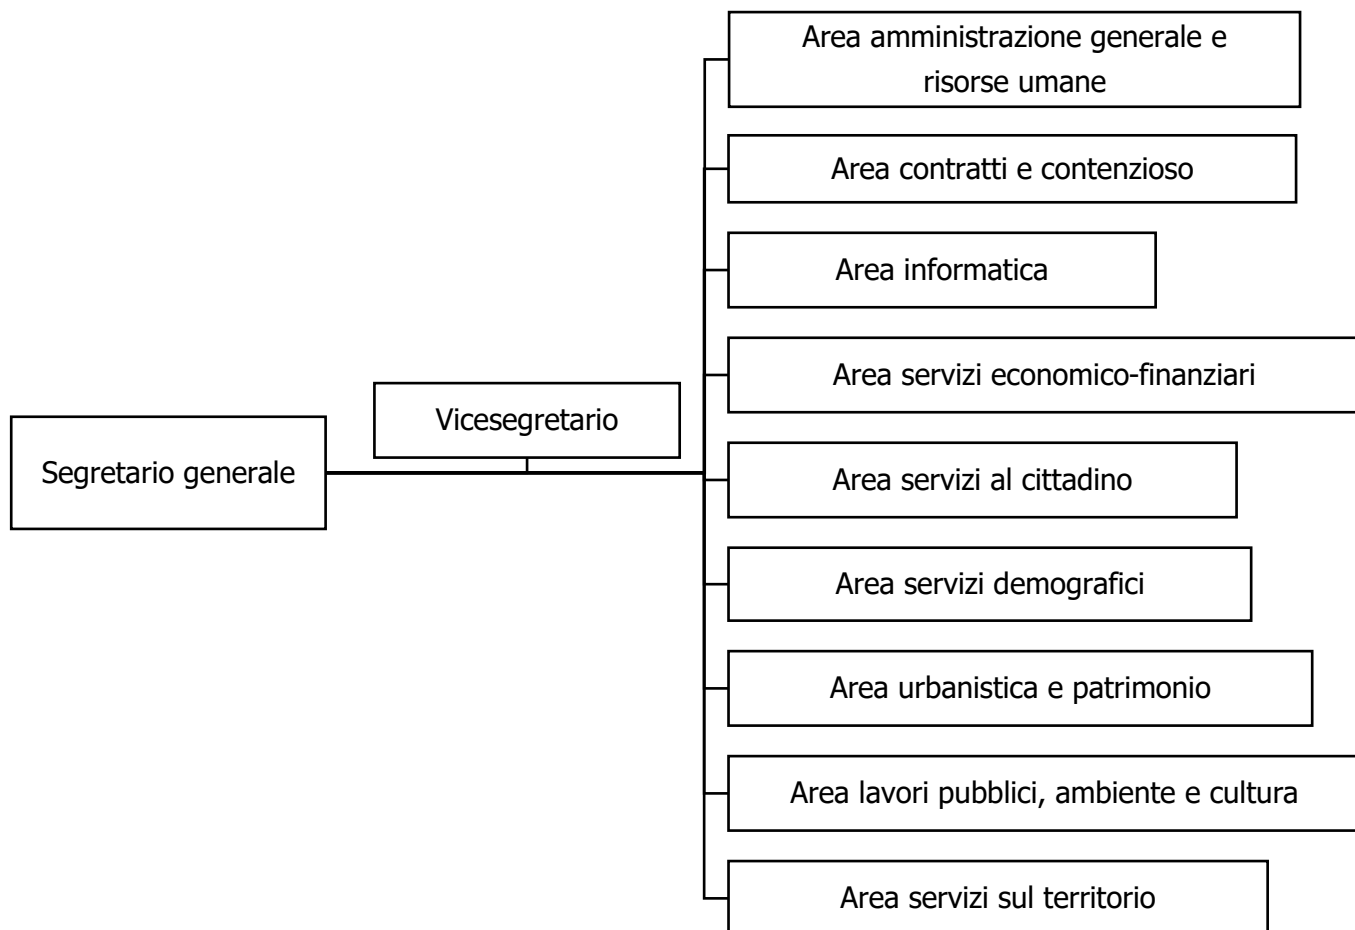 Segretario generale
Vicesegretario
Area amministrazione generale e
risorse umane
Area contratti e contenzioso
Area informatica
Area servizi economico-finanziari
Area servizi al cittadino
Area servizi demografici
Area urbanistica e patrimonio
Area lavori pubblici, ambiente e cultura
Area servizi sul territorio